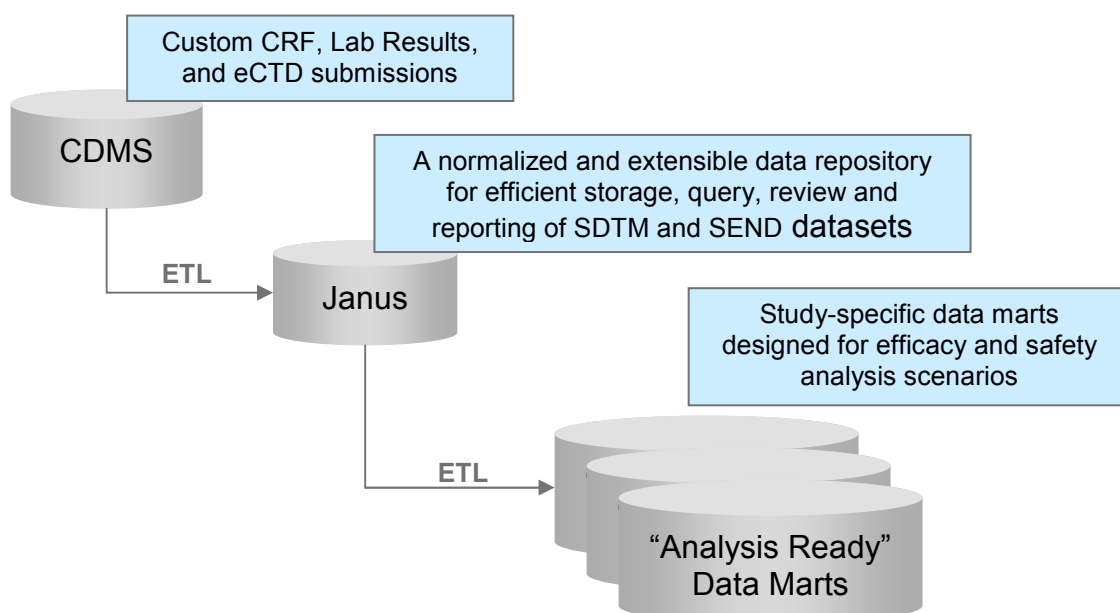 Custom CRF, Lab Results,
and eCTD submissions
CDMS
A normalized and extensible data repository
for efficient storage, query, review and
reporting of SDTM and SEND datasets
ETL
Janus
Study-specific data marts
designed for efficacy and safety
analysis scenarios
ETL
“Analysis Ready”
Data Marts